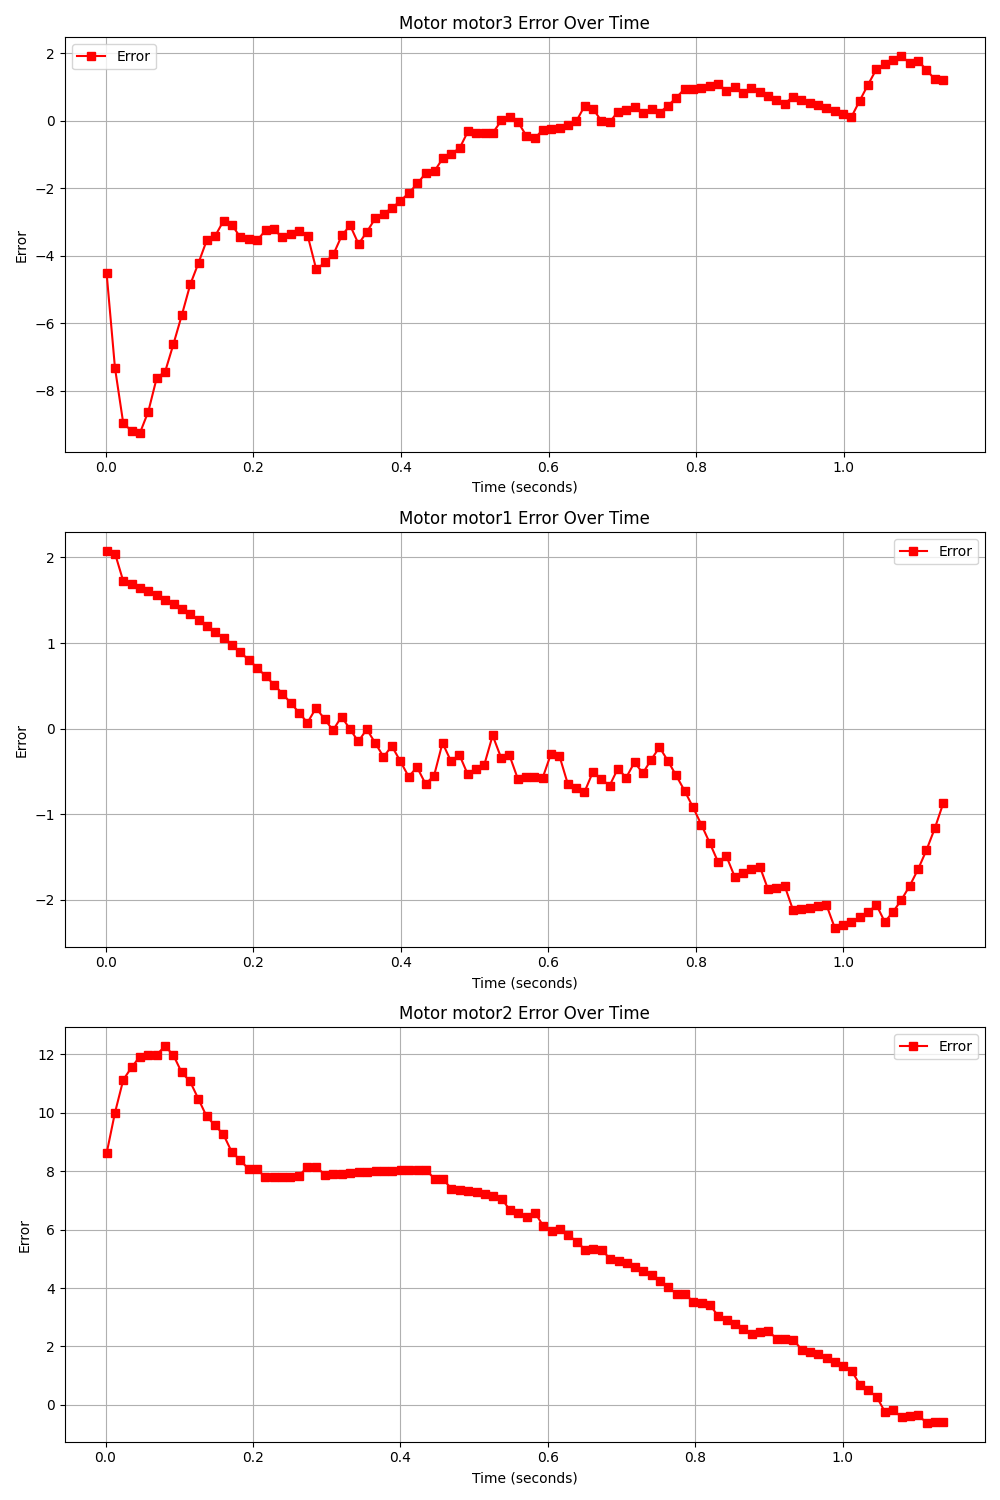 Motor motor3 Error Over Time
Error
2
0
−2
−4
−6
−8
Error
0.0 0.2 0.4 0.6 0.8 1.0
Time (seconds)
Motor motor1 Error Over Time
Error
2
1
0
−1
−2
Error
0.0 0.2 0.4 0.6 0.8 1.0
Time (seconds)
Motor motor2 Error Over Time
Error
12
10
8
6
4
2
0
Error
0.0 0.2 0.4 0.6 0.8 1.0
Time (seconds)